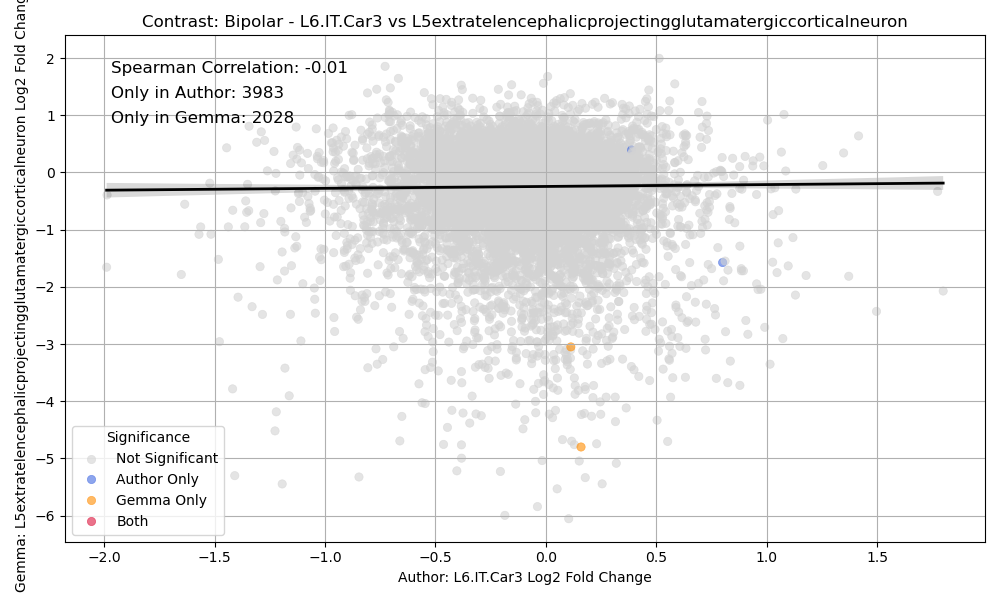 Contrast: Bipolar - L6.IT.Car3 vs L5extratelencephalicprojectingglutamatergiccorticalneuron
Gemma: L5extratelencephalicprojectingglutamatergiccorticalneuron Log2 Fold Chang
2
1
0
−1
−2
−3
−4
−5
−6
Spearman Correlation: -0.01
Only in Author: 3983
Only in Gemma: 2028
Significance
Not Significant
Author Only
Gemma Only
Both
−2.0 −1.5 −1.0 −0.5 0.0 0.5 1.0 1.5
Author: L6.IT.Car3 Log2 Fold Change